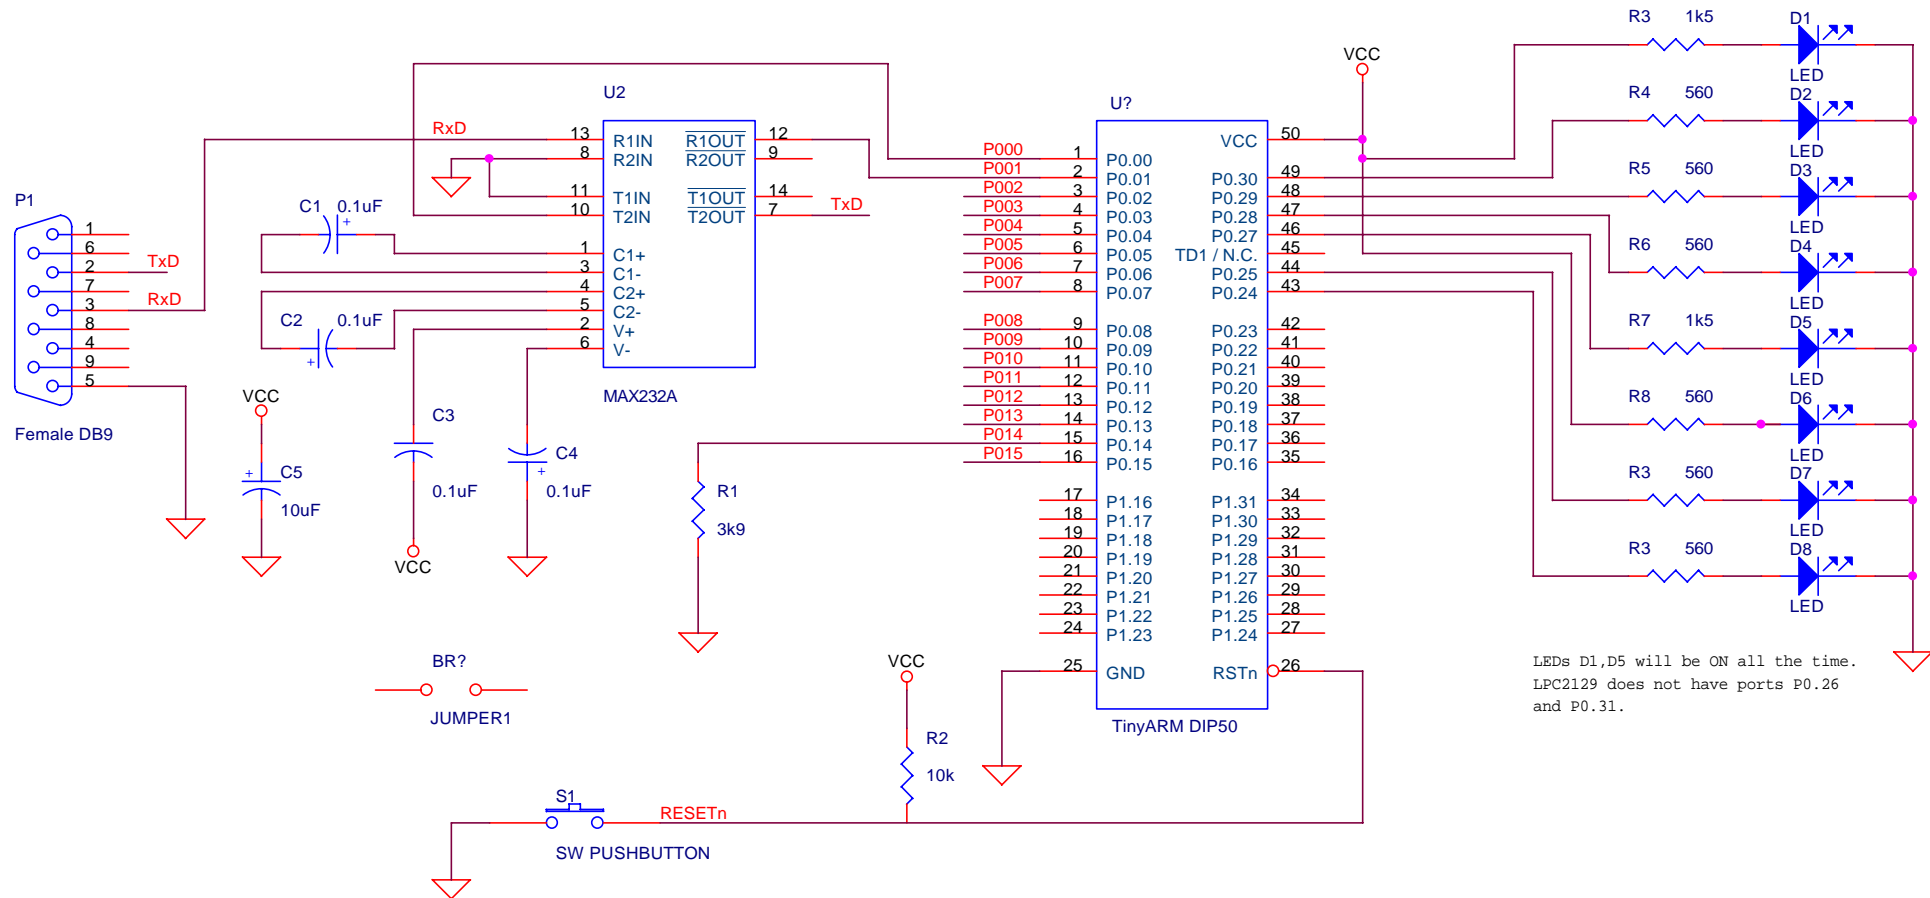 P1
1
6
2
7
3
8
4
9
5
TxD
RxD
Female DB9
VCC
C5
10uF
RxD
U2
13 R1IN
8 R2IN
11 T1IN
10 T2IN
1 C1+
3 C1-
4 C2+
5 C2-
2 V+
6 V-
R1OUT 12
R2OUT 9
T1OUT 14
T2OUT 7
TxD
MAX232A
C1 0.1uF
C2 0.1uF
C3
0.1uF
VCC
C4
0.1uF
R1
3k9
BR?
JUMPER1
VCC
R2
10k
S1
RESETn
SW PUSHBUTTON
U?
P000 1 P0.00
P001 2 P0.01
P002 3 P0.02
P003 4 P0.03
P004 5 P0.04
P005 6 P0.05
P006 7 P0.06
P007 8 P0.07
P008 9 P0.08
P009 10 P0.09
P010 11 P0.10
P011 12 P0.11
P012 13 P0.12
P013 14 P0.13
P014 15 P0.14
P015 16 P0.15
17 P1.16
18 P1.17
19 P1.18
20 P1.19
21 P1.20
22 P1.21
23 P1.22
24 P1.23
25 GND
VCC
VCC 50
P0.30 49
P0.29 48
P0.28 47
P0.27 46
TD1 / N.C. 45
P0.25 44
P0.24 43
P0.23 42
P0.22 41
P0.21 40
P0.20 39
P0.19 38
P0.18 37
P0.17 36
P0.16 35
P1.31 34
P1.30 33
P1.29 32
P1.28 31
P1.27 30
P1.26 29
P1.25 28
P1.24 27
RSTn 26
TinyARM DIP50
R3 1k5 D1
LED
R4 560 D2
LED
R5 560 D3
LED
R6 560 D4
LED
R7 1k5 D5
LED
R8 560 D6
LED
R3 560 D7
LED
R3 560 D8
LED
LEDs D1,D5 will be ON all the time.
LPC2129 does not have ports P0.26
and P0.31.